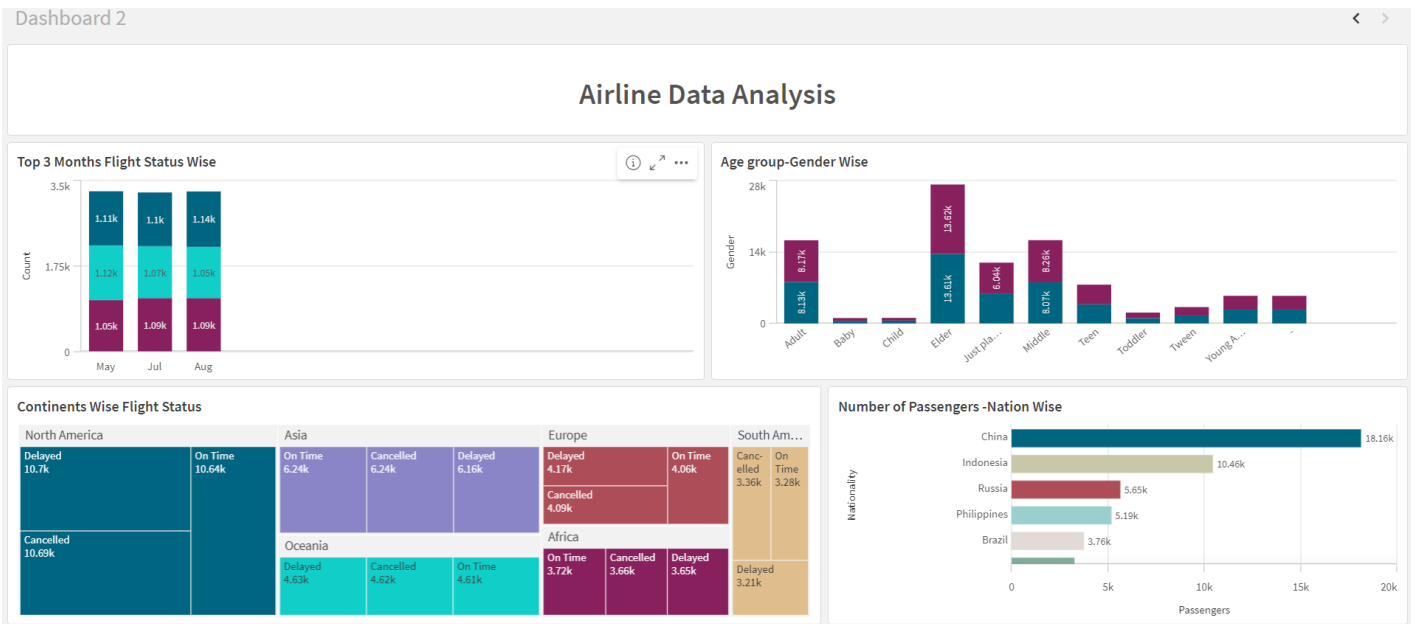 Dashboard 2
Airline Data Analysis
Top 3 Months Flight Status Wise
3.5k
1.75k
0
Count
1.11k
1.12k
1.05k
1.1k
1.07k
1.09k
1.14k
1.05k
1.09k
May
Jul
Aug
Age group-Gender Wise
28k
14k
0
Gender
8.17k
8.13k
13.62k
13.61k
6.04k
8.26k
8.07k
Adult
Baby
Child
Elder
Just pla...
Middle
Teen
Toddler
Tween
Young A...
-
Continents Wise Flight Status
North America
Delayed
10.7k
On Time
10.64k
Cancelled
10.69k
Asia
On Time
6.24k
Cancelled
6.24k
Delayed
6.16k
Oceania
Delayed
4.63k
Cancelled
4.62k
On Time
4.61k
Europe
Delayed
4.17k
On Time
4.06k
Cancelled
4.09k
Africa
On Time
3.72k
Cancelled
3.66k
Delayed
3.65k
South Am...
Canc-
elled
3.36k
On
Time
3.28k
Delayed
3.21k
Number of Passengers -Nation Wise
Nationality
China
18.16k
Indonesia
10.46k
Russia
5.65k
Philippines
5.19k
Brazil
3.76k
0
5k
10k
15k
20k
Passengers